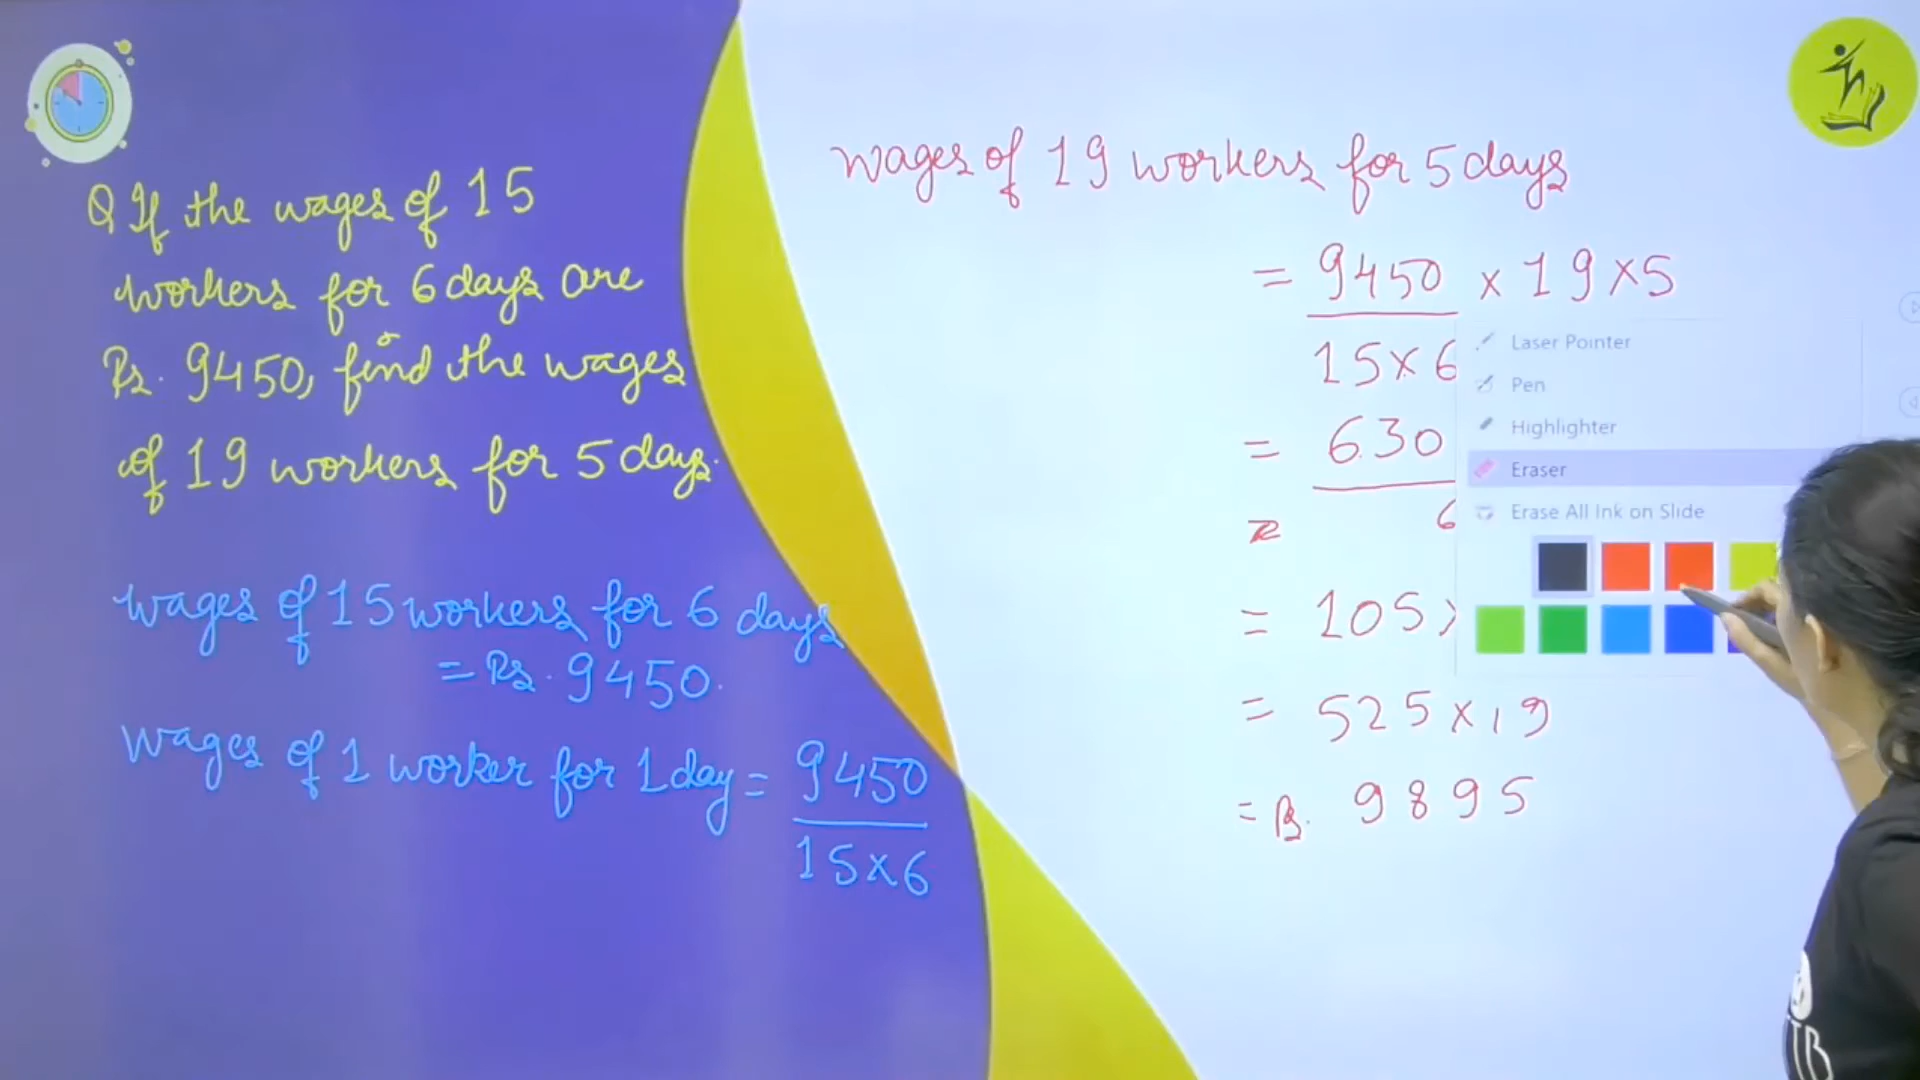 Q If the wages of 15
workers for 6 days are
Rs. 9450, find the wages
of 19 workers for 5 days.
wages of 15 workers for 6 days
= Rs. 9450.
wages of 1 worker for 1 day = 9450
15×6
wages of 19 workers for 5 days
= 9450 × 19×5
15×6
= 630
6
= 105×
= 525×19
= Rs. 9895
Laser Pointer
Pen
Highlighter
Eraser
Erase All Ink on Slide